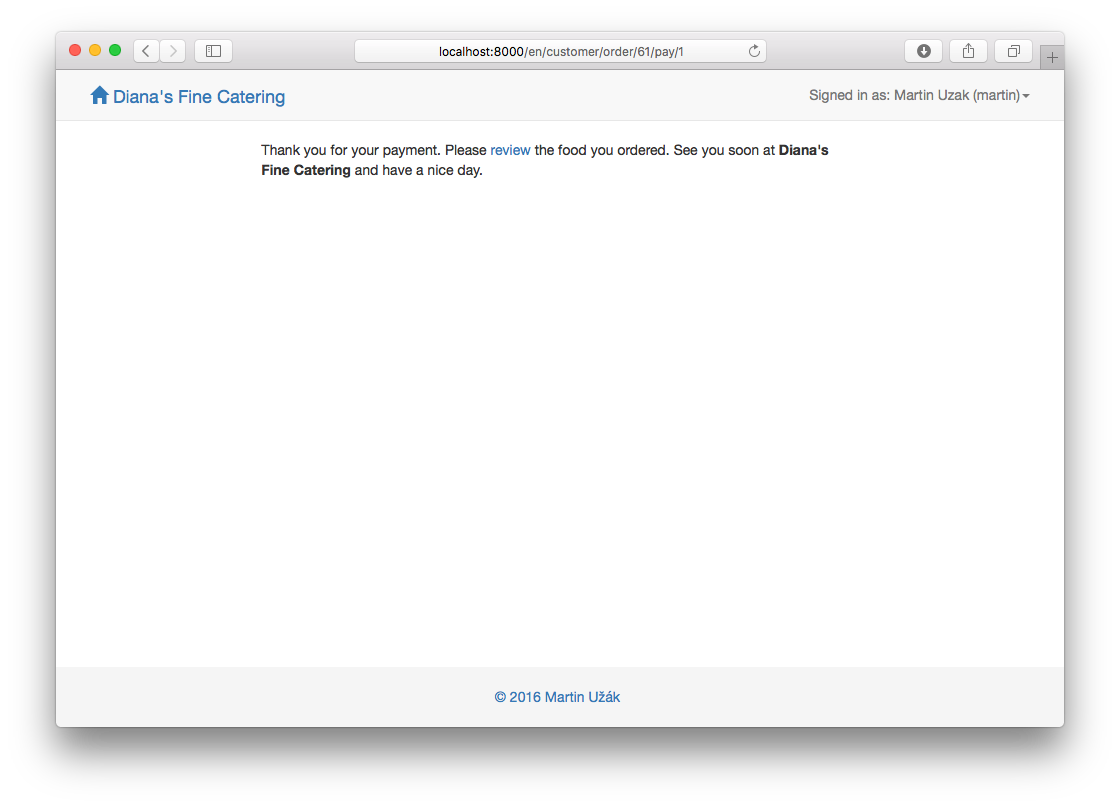 localhost:8000/en/customer/order/61/pay/1
Diana's Fine Catering
Signed in as: Martin Uzak (martin)
Thank you for your payment. Please review the food you ordered. See you soon at Diana's
Fine Catering and have a nice day.
© 2016 Martin Užák